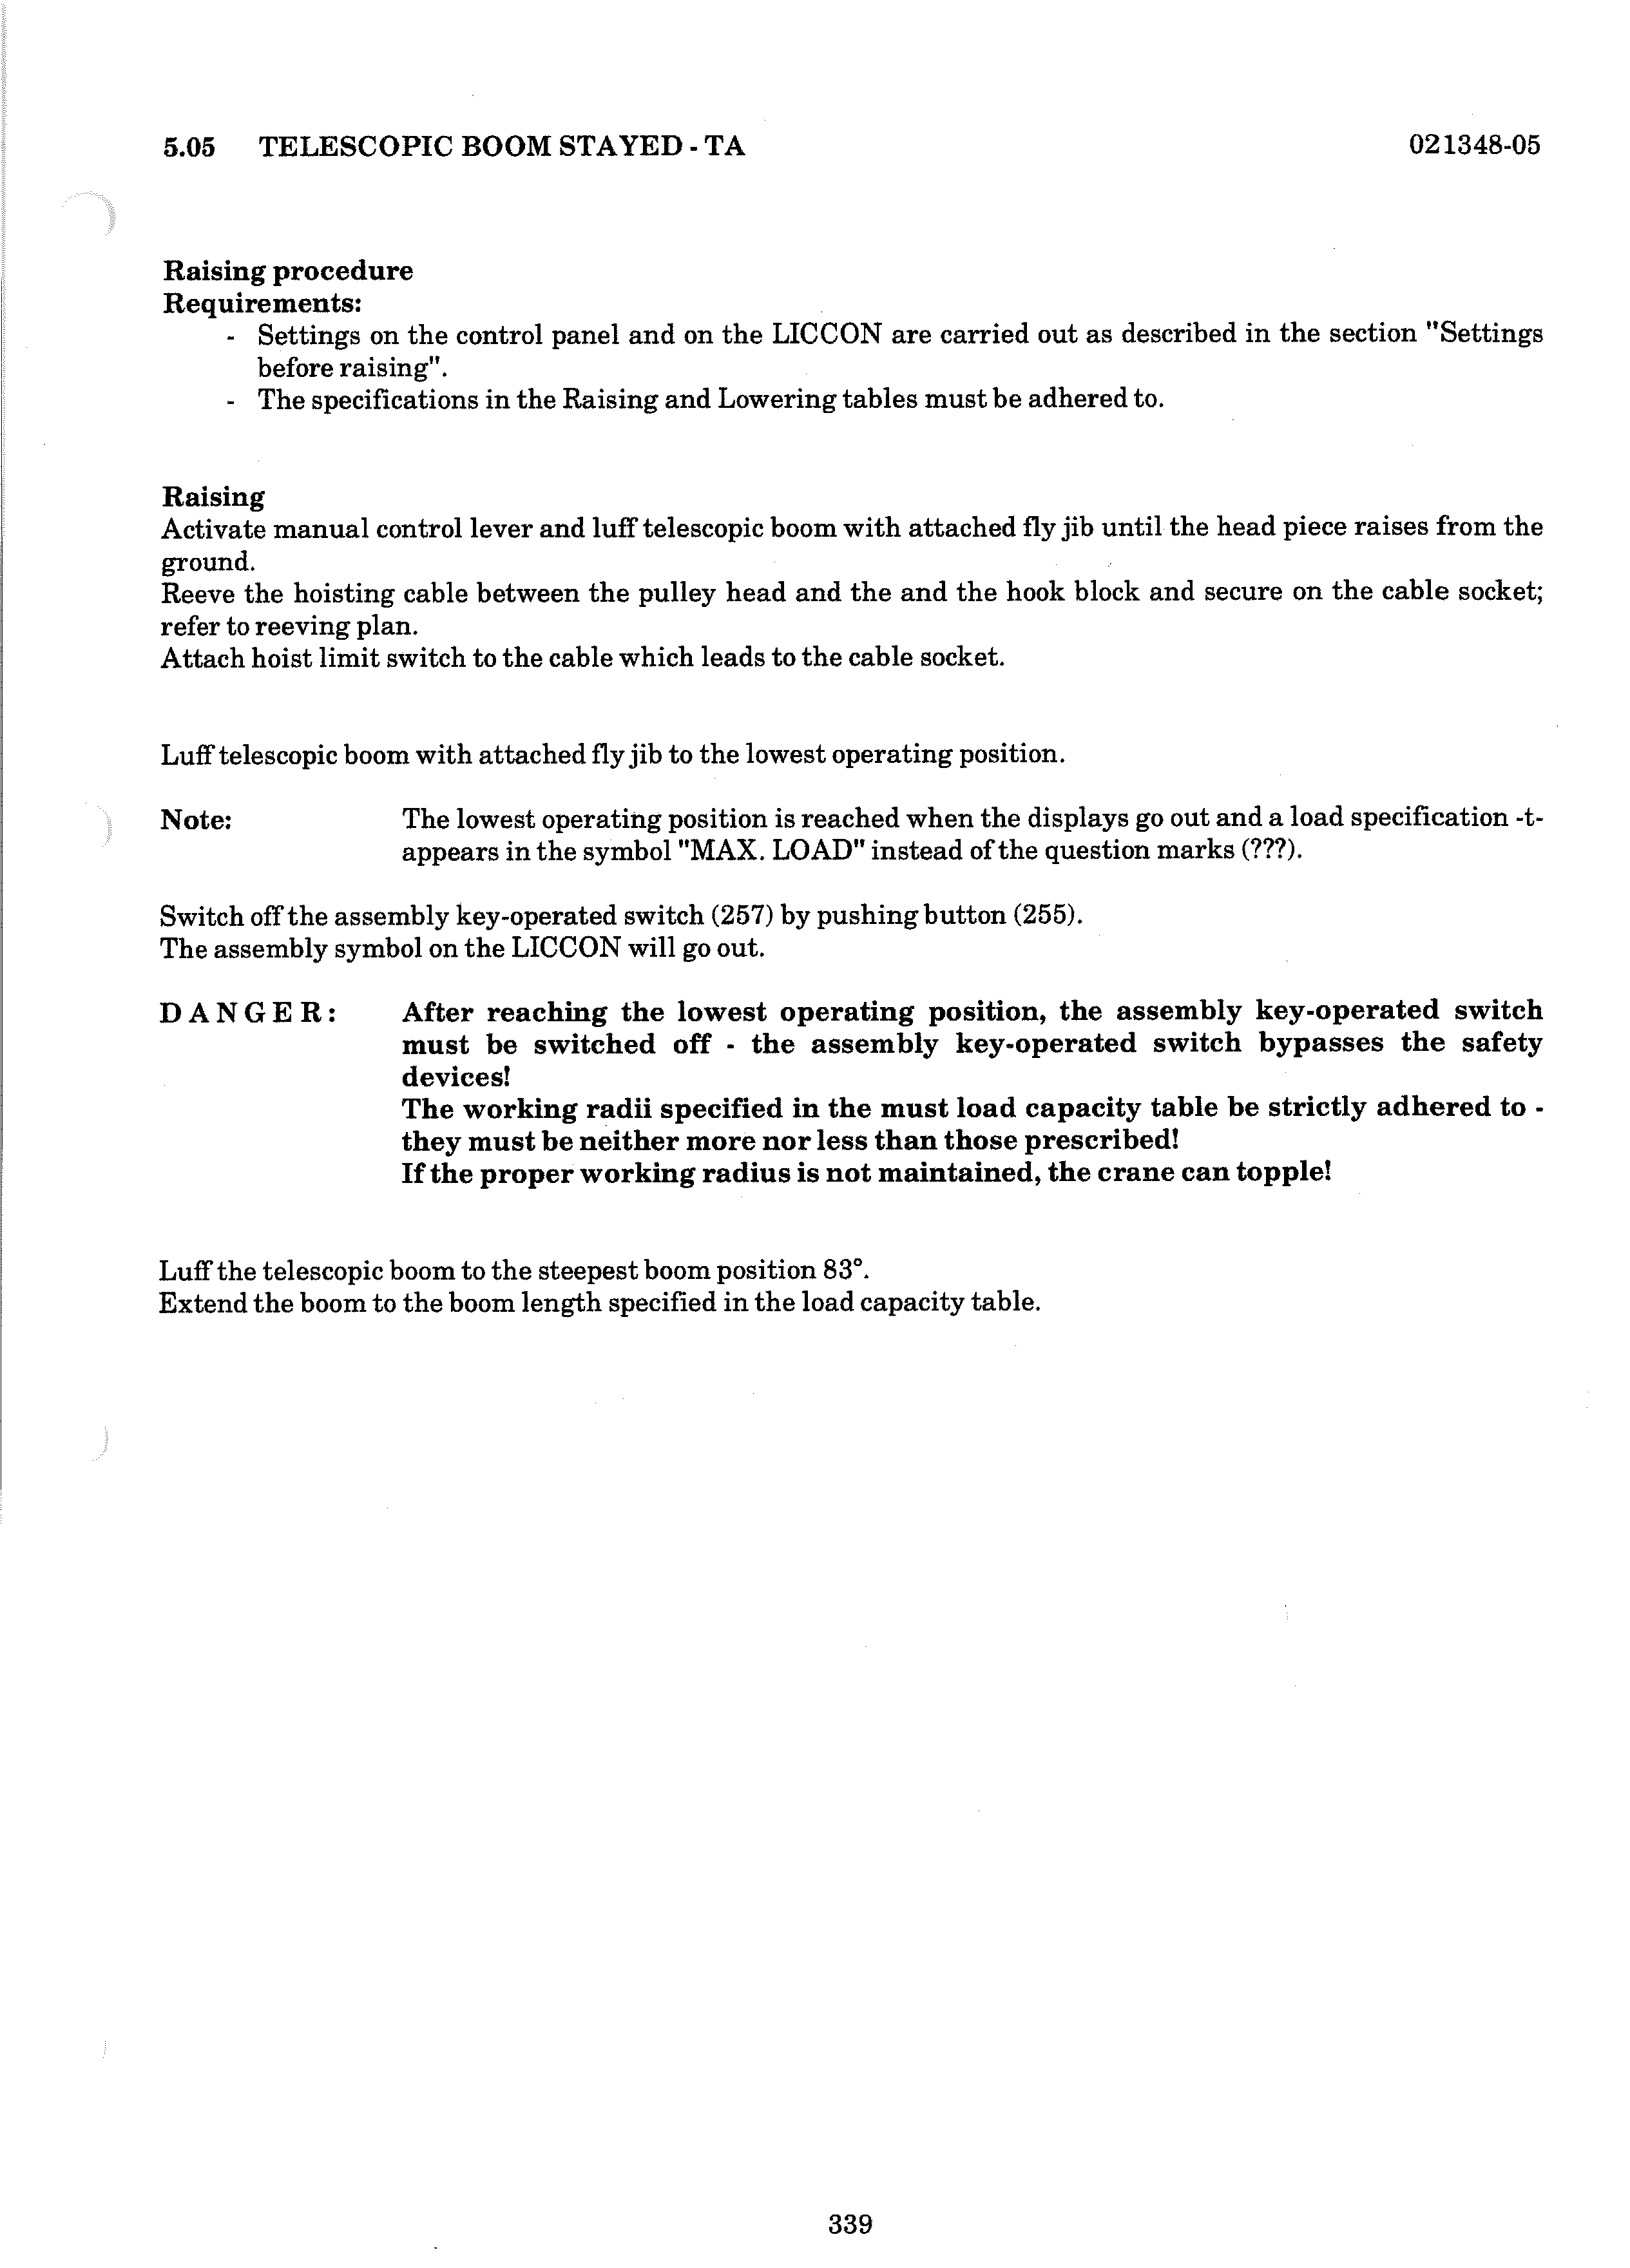 5.05 TELESCOPIC BOOM STAYED - TA 021348-05
Raising procedure
Requirements:
- Settings on the control panel and on the LICCON are carried out as described in the section "Settings
before raising".
- The specifications in the Raising and Lowering tables must be adhered to.
Raising
Activate manual control lever and luff telescopic boom with attached fly jib until the head piece raises from the
ground.
Reeve the hoisting cable between the pulley head and the and the hook block and secure on the cable socket;
refer to reeving plan.
Attach hoist limit switch to the cable which leads to the cable socket.
Luff telescopic boom with attached fly jib to the lowest operating position.
Note: The lowest operating position is reached when the displays go out and a load specification -t-
appears in the symbol "MAX. LOAD" instead of the question marks (???).
Switch off the assembly key-operated switch (257) by pushing button (255).
The assembly symbol on the LICCON will go out.
D A N G E R: After reaching the lowest operating position, the assembly key-operated switch
must be switched off - the assembly key-operated switch bypasses the safety
devices!
The working radii specified in the must load capacity table be strictly adhered to -
they must be neither more nor less than those prescribed!
If the proper working radius is not maintained, the crane can topple!
Luff the telescopic boom to the steepest boom position 83°.
Extend the boom to the boom length specified in the load capacity table.
339